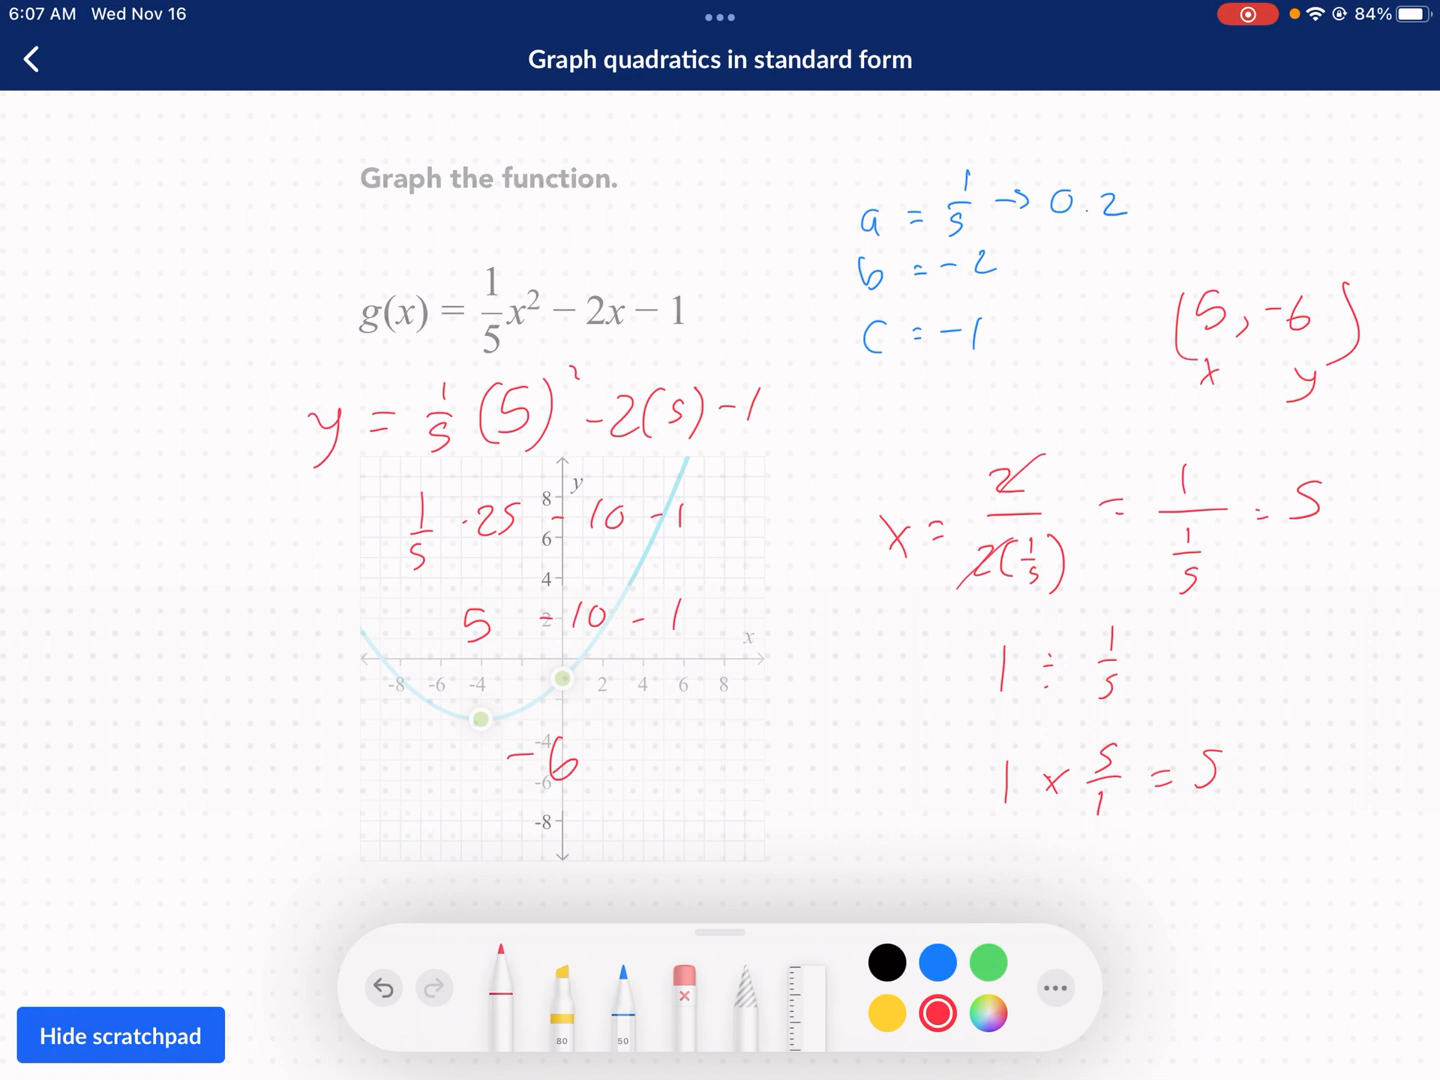 6:07 AM Wed Nov 16
84%
Graph quadratics in standard form
Graph the function.
g(x) = 1/5 x² − 2x − 1
a = 1/5 → 0.2
b = -2
c = -1
(5, -6)
x y
y = 1/5 (5)² - 2(5) - 1
x = 2/2(1/5) = 1/(1/5) = 5
1/5 · 25 - 10 - 1
5 - 10 - 1
-6
1 ÷ 1/5
1 x 5/1 = 5
y
8
6
4
2
x
-8 -6 -4 2 4 6 8
-4
-6
-8
80 50
Hide scratchpad